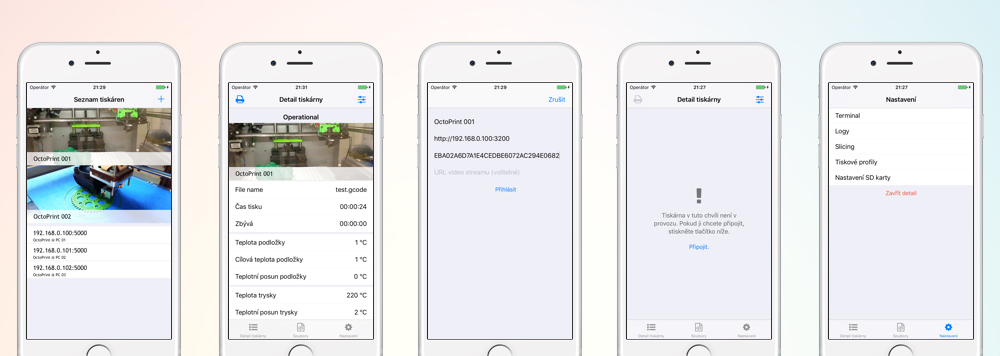 Operátor
21:29
Seznam tiskáren
OctoPrint 001
OctoPrint 002
192.168.0.100:5000
OctoPrint @ PC 01
192.168.0.101:5000
OctoPrint @ PC 02
192.168.0.102:5000
OctoPrint @ PC 03
Operátor
21:31
Detail tiskárny
Operational
OctoPrint 001
File name test.gcode
Čas tisku 00:00:24
Zbývá 00:00:00
Teplota podložky 1 °C
Cílová teplota podložky 1 °C
Teplotní posun podložky 0 °C
Teplota trysky 220 °C
Teplotní posun trysky 2 °C
Detail tiskárny Soubory Nastavení
Operátor
21:29
Zrušit
OctoPrint 001
http://192.168.0.100:3200
EBA02A6D7A1E4CEDBE6072AC294E0682
URL video streamu (volitelné)
Přihlásit
Operátor
21:27
Detail tiskárny
Tiskárna v tuto chvíli není v
provozu. Pokud ji chcete připojit,
stiskněte tlačítko níže.
Připojit.
Detail tiskárny Soubory Nastavení
Operátor
21:27
Nastavení
Terminal
Logy
Slicing
Tiskové profily
Nastavení SD karty
Zavřít detail
Detail tiskárny Soubory Nastavení